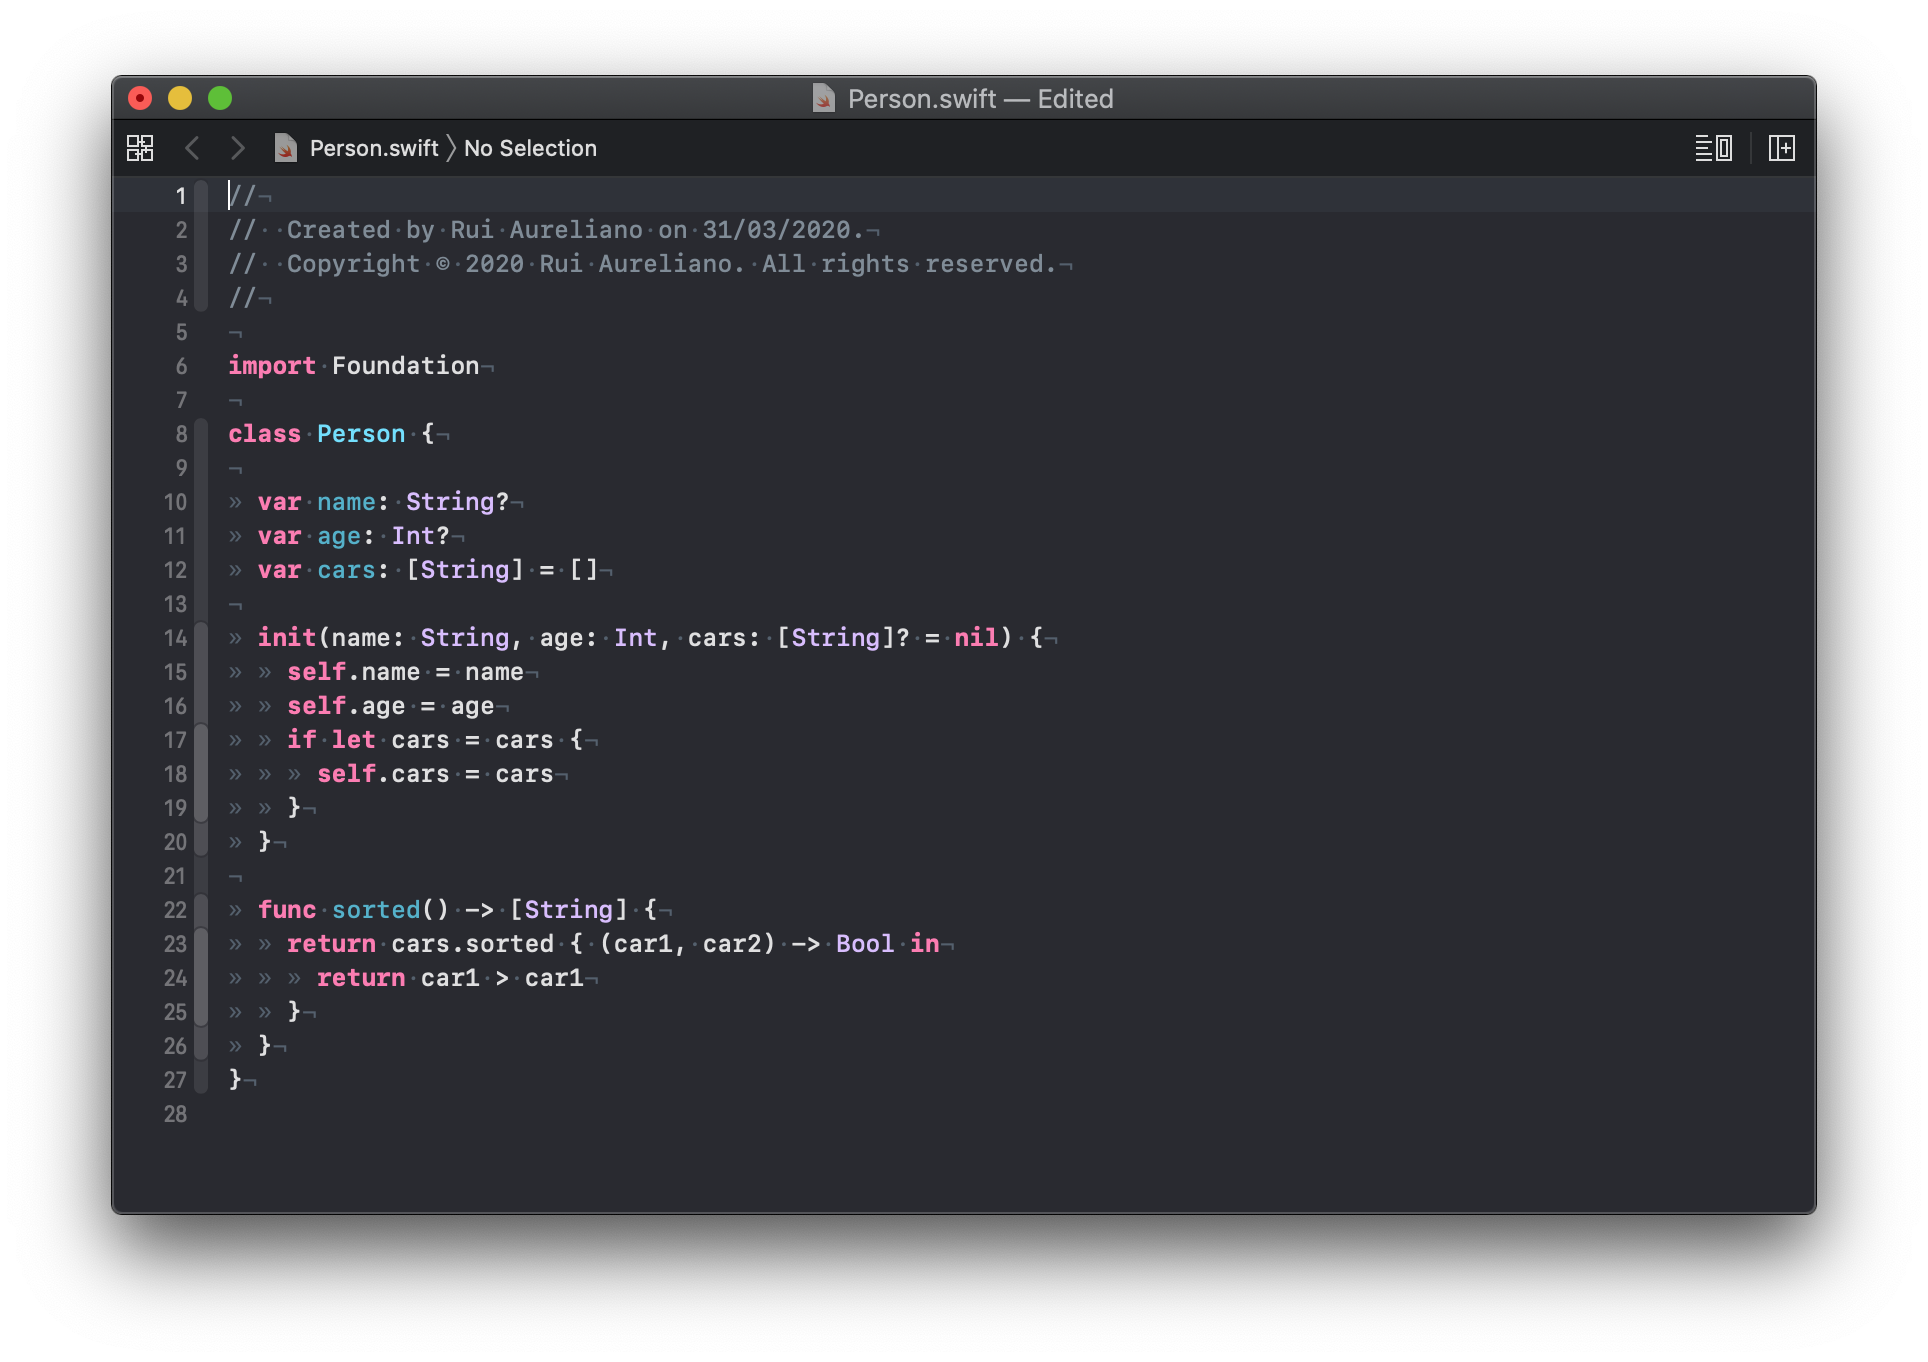 Person.swift — Edited
Person.swift 〉 No Selection
1 //
2 //  Created by Rui Aureliano on 31/03/2020.
3 //  Copyright © 2020 Rui Aureliano. All rights reserved.
4 //
5
6 import Foundation
7
8 class Person {
9
10 	var name: String?
11 	var age: Int?
12 	var cars: [String] = []
13
14 	init(name: String, age: Int, cars: [String]? = nil) {
15 		self.name = name
16 		self.age = age
17 		if let cars = cars {
18 			self.cars = cars
19 		}
20 	}
21
22 	func sorted() -> [String] {
23 		return cars.sorted { (car1, car2) -> Bool in
24 			return car1 > car1
25 		}
26 	}
27 }
28